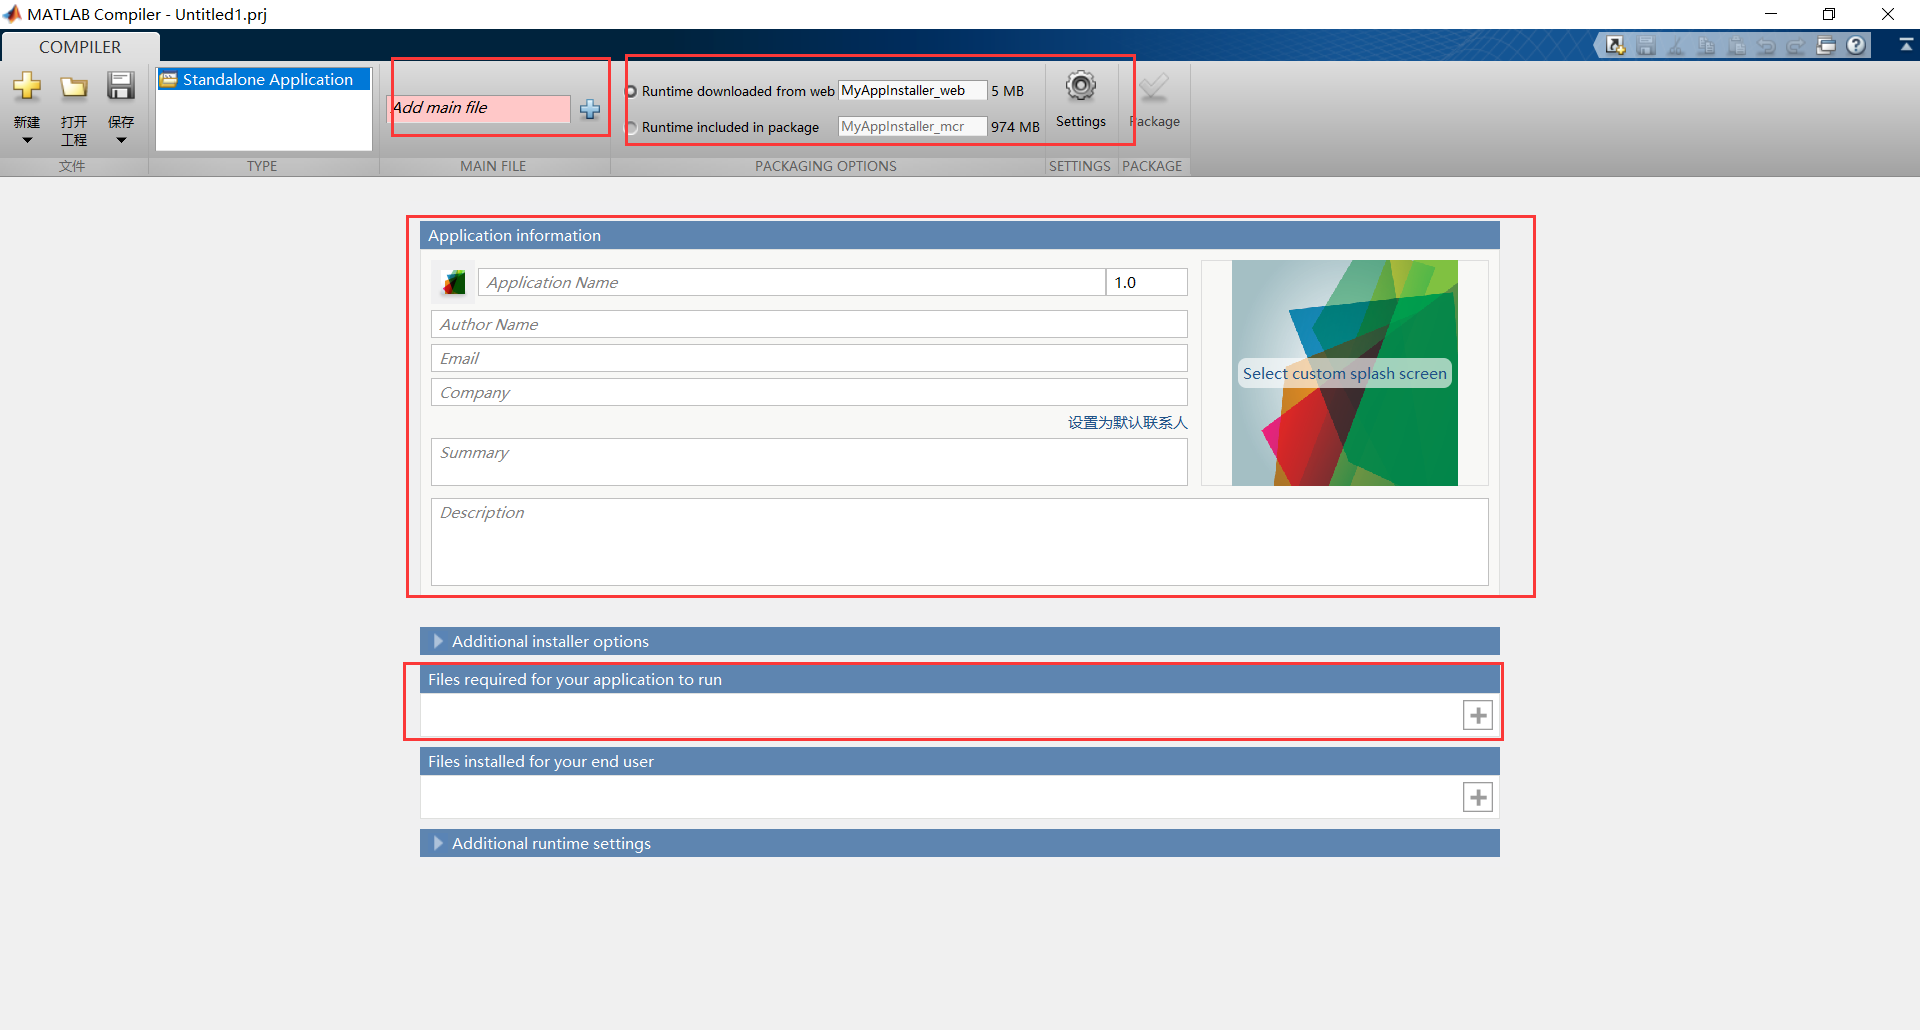 MATLAB Compiler - Untitled1.prj
COMPILER
新建
打开
工程
保存
文件
Standalone Application
TYPE
Add main file
MAIN FILE
Runtime downloaded from web MyAppInstaller_web 5 MB
Runtime included in package MyAppInstaller_mcr 974 MB
PACKAGING OPTIONS
Settings
SETTINGS
Package
PACKAGE
Application information
Application Name 1.0
Author Name
Email
Company
设置为默认联系人
Summary
Select custom splash screen
Description
Additional installer options
Files required for your application to run
Files installed for your end user
Additional runtime settings